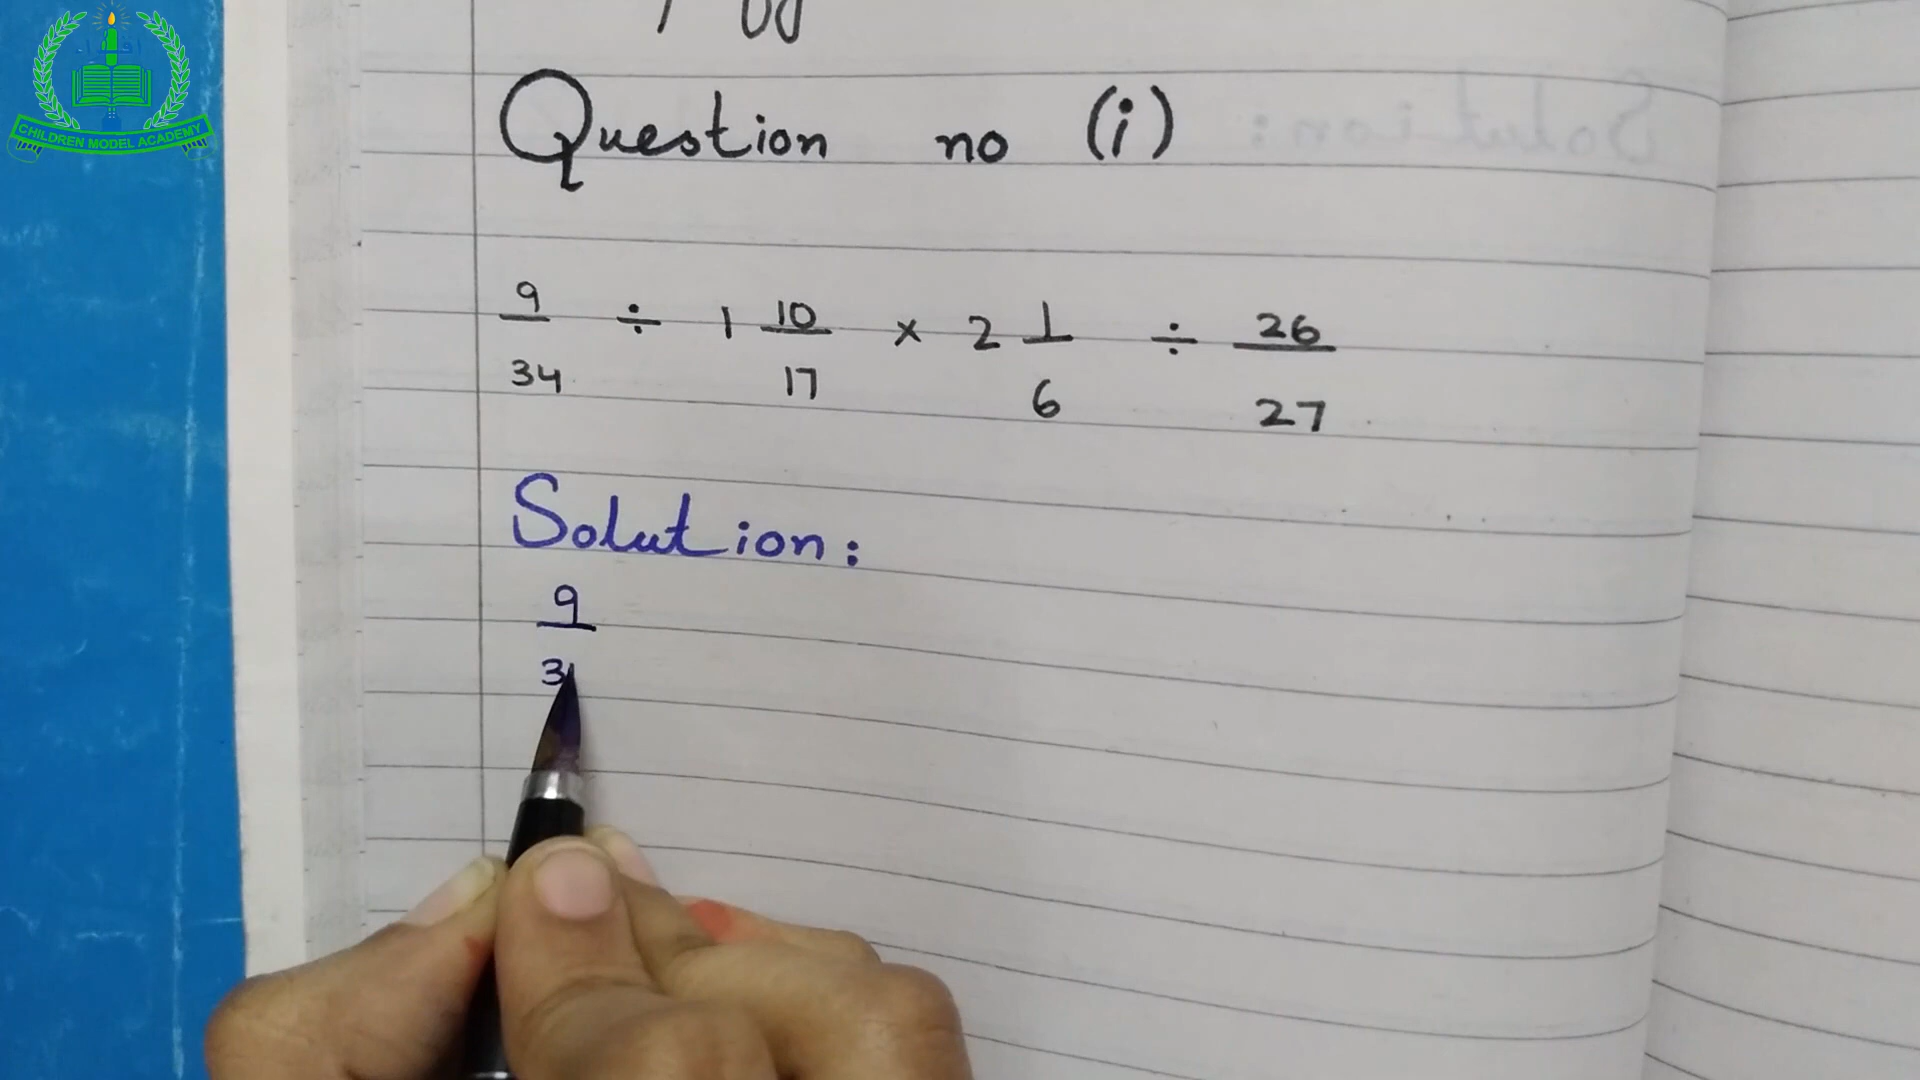 CHILDREN MODEL ACADEMY
Question no (i)
9/34 ÷ 1 10/17 × 2 1/6 ÷ 26/27
Solution:
9/3